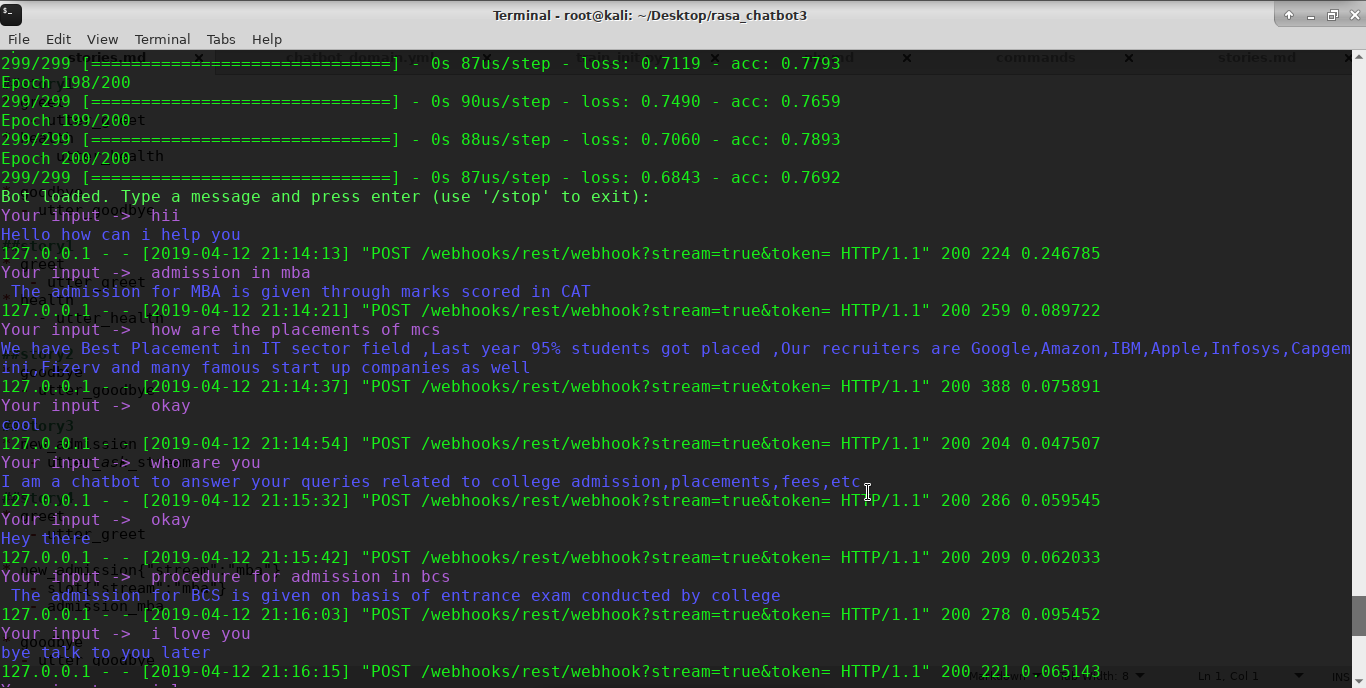 Terminal - root@kali: ~/Desktop/rasa_chatbot3
File Edit View Terminal Tabs Help
299/299 [==============================] - 0s 87us/step - loss: 0.7119 - acc: 0.7793
Epoch 198/200
299/299 [==============================] - 0s 90us/step - loss: 0.7490 - acc: 0.7659
Epoch 199/200
299/299 [==============================] - 0s 88us/step - loss: 0.7060 - acc: 0.7893
Epoch 200/200
299/299 [==============================] - 0s 87us/step - loss: 0.6843 - acc: 0.7692
Bot loaded. Type a message and press enter (use '/stop' to exit):
Your input ->  hii
Hello how can i help you
127.0.0.1 - - [2019-04-12 21:14:13] "POST /webhooks/rest/webhook?stream=true&token= HTTP/1.1" 200 224 0.246785
Your input ->  admission in mba
 The admission for MBA is given through marks scored in CAT
127.0.0.1 - - [2019-04-12 21:14:21] "POST /webhooks/rest/webhook?stream=true&token= HTTP/1.1" 200 259 0.089722
Your input ->  how are the placements of mcs
We have Best Placement in IT sector field ,Last year 95% students got placed ,Our recruiters are Google,Amazon,IBM,Apple,Infosys,Capgem
ini,Fizerv and many famous start up companies as well
127.0.0.1 - - [2019-04-12 21:14:37] "POST /webhooks/rest/webhook?stream=true&token= HTTP/1.1" 200 388 0.075891
Your input ->  okay
cool
127.0.0.1 - - [2019-04-12 21:14:54] "POST /webhooks/rest/webhook?stream=true&token= HTTP/1.1" 200 204 0.047507
Your input ->  who are you
I am a chatbot to answer your queries related to college admission,placements,fees,etc
127.0.0.1 - - [2019-04-12 21:15:32] "POST /webhooks/rest/webhook?stream=true&token= HTTP/1.1" 200 286 0.059545
Your input ->  okay
Hey there
127.0.0.1 - - [2019-04-12 21:15:42] "POST /webhooks/rest/webhook?stream=true&token= HTTP/1.1" 200 209 0.062033
Your input ->  procedure for admission in bcs
 The admission for BCS is given on basis of entrance exam conducted by college
127.0.0.1 - - [2019-04-12 21:16:03] "POST /webhooks/rest/webhook?stream=true&token= HTTP/1.1" 200 278 0.095452
Your input ->  i love you
bye talk to you later
127.0.0.1 - - [2019-04-12 21:16:15] "POST /webhooks/rest/webhook?stream=true&token= HTTP/1.1" 200 221 0.065143